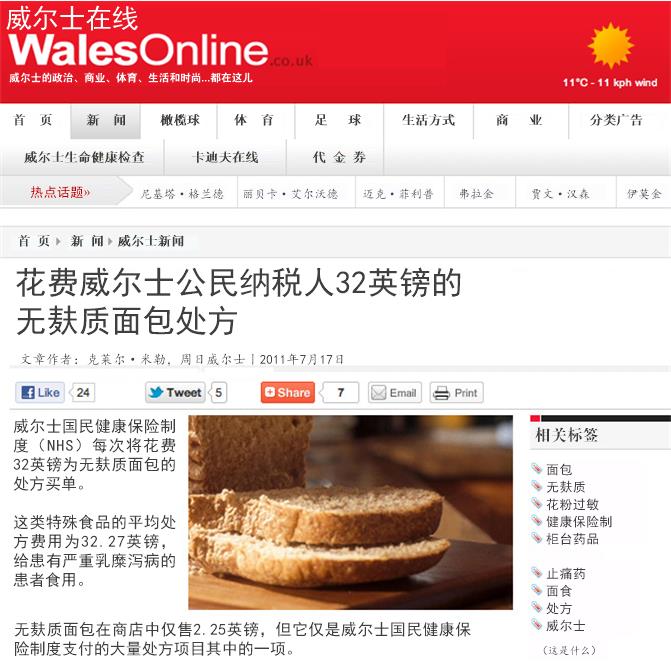 威尔士在线
WalesOnline.co.uk
威尔士的政治、商业、体育、生活和时尚...都在这儿
11°C - 11 kph wind
首 页 新 闻 橄榄球 体 育 足 球 生活方式 商 业 分类广告
威尔士生命健康检查 卡迪夫在线 代 金 券
热点话题» 尼基塔·格兰德 丽贝卡·艾尔沃德 迈克·菲利普 弗拉金 贾文·汉森 伊莫金
首 页 新 闻 威尔士新闻
花费威尔士公民纳税人32英镑的
无麸质面包处方
文章作者：克莱尔·米勒，周日威尔士 | 2011年7月17日
Like 24 Tweet 5 Share 7 Email Print
威尔士国民健康保险制
度（NHS）每次将花费
32英镑为无麸质面包的
处方买单。
这类特殊食品的平均处
方费用为32.27英镑，
给患有严重乳糜泻病的
患者食用。
无麸质面包在商店中仅售2.25英镑，但它仅是威尔士国民健康保
险制度支付的大量处方项目其中的一项。
相关标签
面包
无麸质
花粉过敏
健康保险制
柜台药品
止痛药
面食
处方
威尔士
（这是什么）